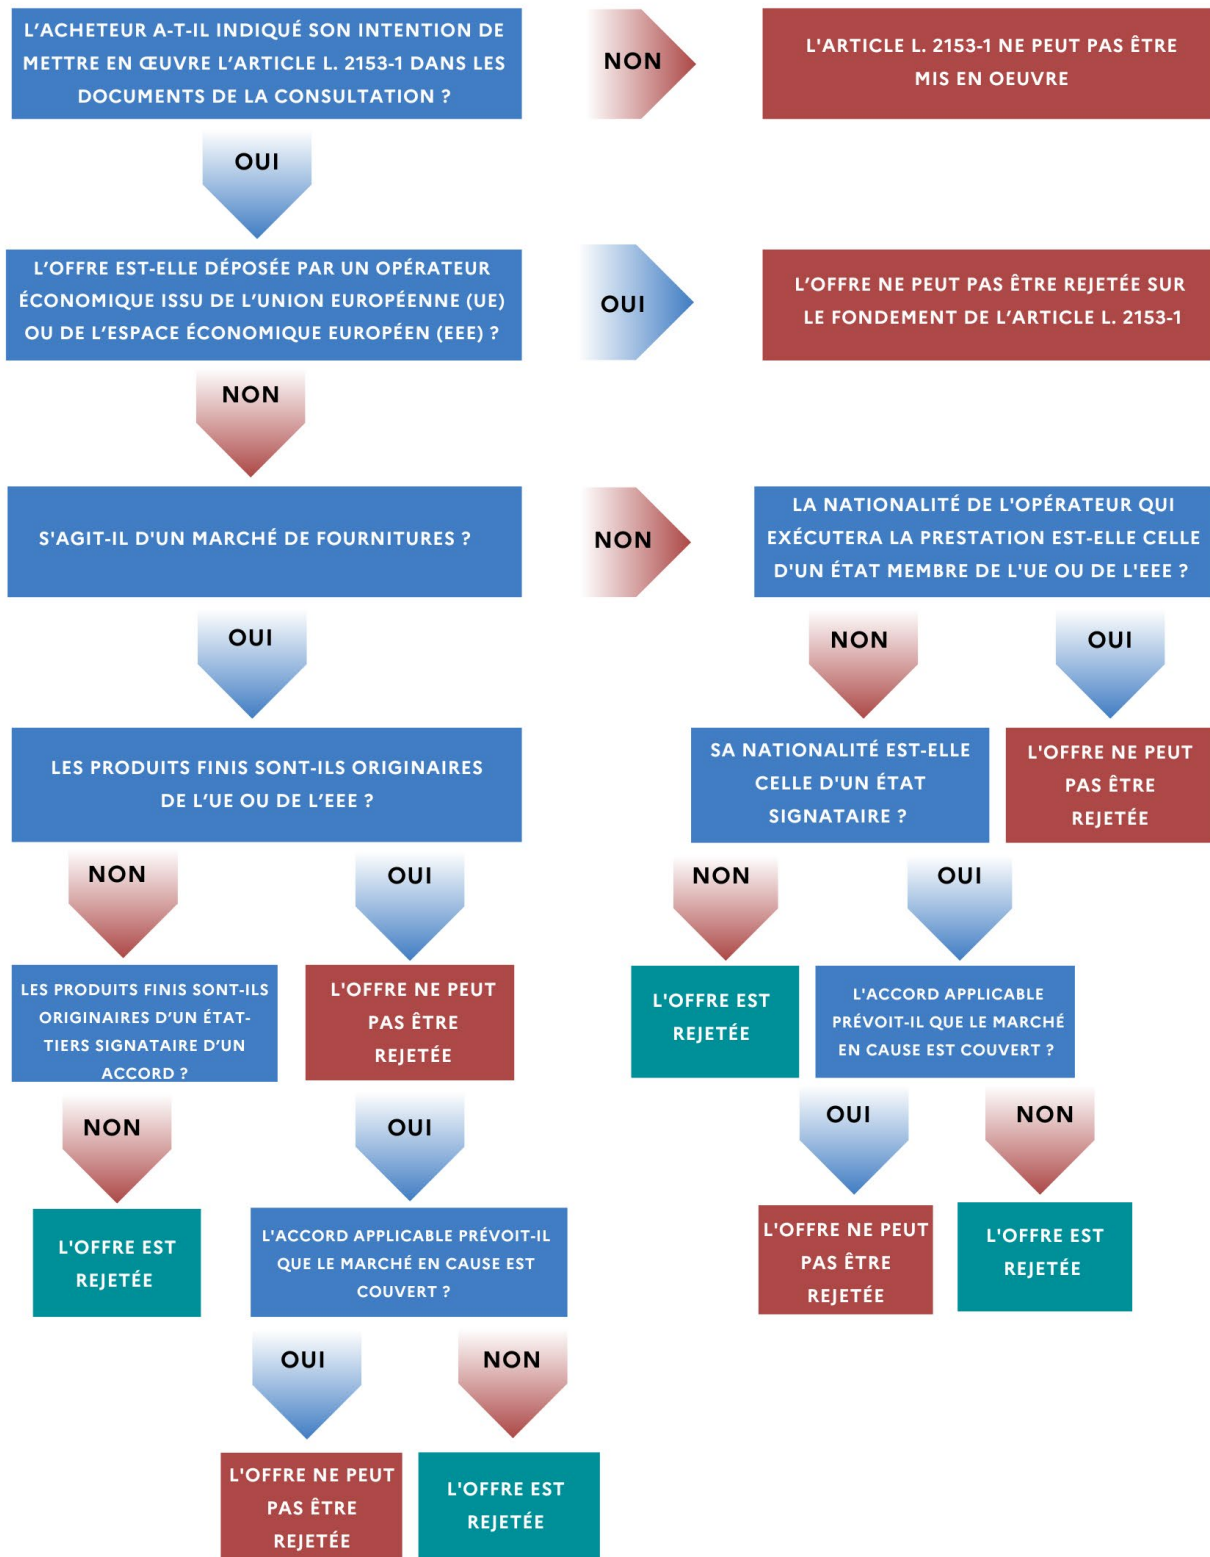 L'ACHETEUR A-T-IL INDIQUÉ SON INTENTION DE
METTRE EN ŒUVRE L'ARTICLE L. 2153-1 DANS LES
DOCUMENTS DE LA CONSULTATION ?
NON
L'ARTICLE L. 2153-1 NE PEUT PAS ÊTRE
MIS EN OEUVRE
OUI
L'OFFRE EST-ELLE DÉPOSÉE PAR UN OPÉRATEUR
ÉCONOMIQUE ISSU DE L'UNION EUROPÉENNE (UE)
OU DE L'ESPACE ÉCONOMIQUE EUROPÉEN (EEE) ?
OUI
L'OFFRE NE PEUT PAS ÊTRE REJETÉE SUR
LE FONDEMENT DE L'ARTICLE L. 2153-1
NON
S'AGIT-IL D'UN MARCHÉ DE FOURNITURES ?
NON
LA NATIONALITÉ DE L'OPÉRATEUR QUI
EXÉCUTERA LA PRESTATION EST-ELLE CELLE
D'UN ÉTAT MEMBRE DE L'UE OU DE L'EEE ?
OUI
NON
OUI
LES PRODUITS FINIS SONT-ILS ORIGINAIRES
DE L'UE OU DE L'EEE ?
SA NATIONALITÉ EST-ELLE
CELLE D'UN ÉTAT
SIGNATAIRE ?
L'OFFRE NE PEUT
PAS ÊTRE
REJETÉE
NON
OUI
NON
OUI
LES PRODUITS FINIS SONT-ILS
ORIGINAIRES D'UN ÉTAT-
TIERS SIGNATAIRE D'UN
ACCORD ?
L'OFFRE NE PEUT
PAS ÊTRE
REJETÉE
L'OFFRE EST
REJETÉE
L'ACCORD APPLICABLE
PRÉVOIT-IL QUE LE MARCHÉ
EN CAUSE EST COUVERT ?
NON
OUI
OUI
NON
L'OFFRE EST
REJETÉE
L'ACCORD APPLICABLE PRÉVOIT-IL
QUE LE MARCHÉ EN CAUSE EST
COUVERT ?
L'OFFRE NE PEUT
PAS ÊTRE
REJETÉE
L'OFFRE EST
REJETÉE
OUI
NON
L'OFFRE NE PEUT
PAS ÊTRE
REJETÉE
L'OFFRE EST
REJETÉE